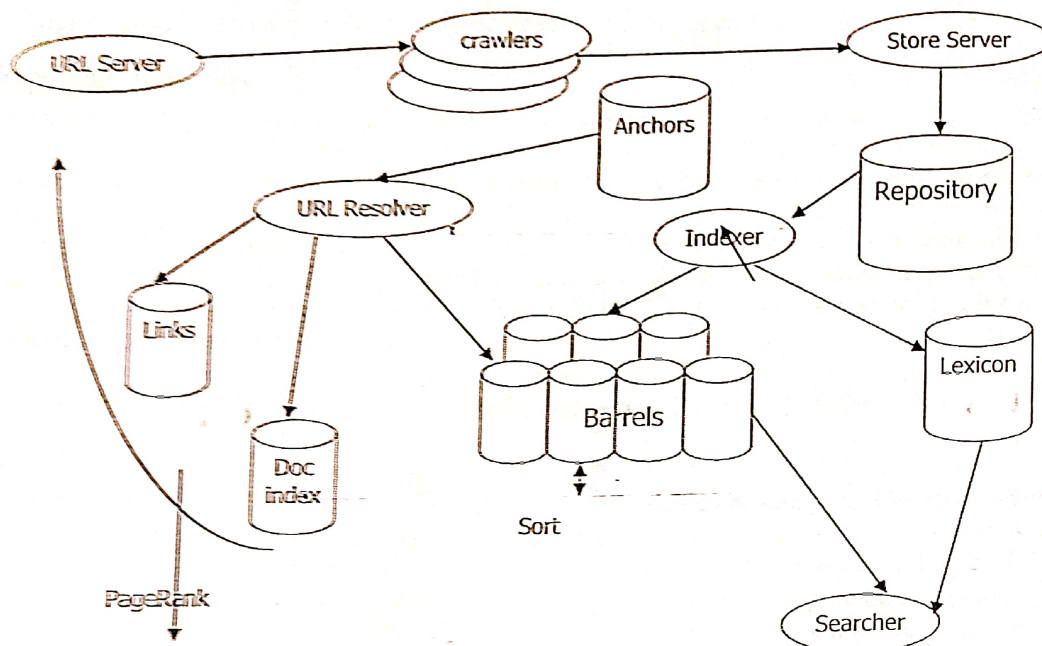 URL Server
crawlers
Store Server
Anchors
Repository
URL Resolver
Indexer
Links
Lexicon
Barrels
Doc
index
Sort
PageRank
Searcher